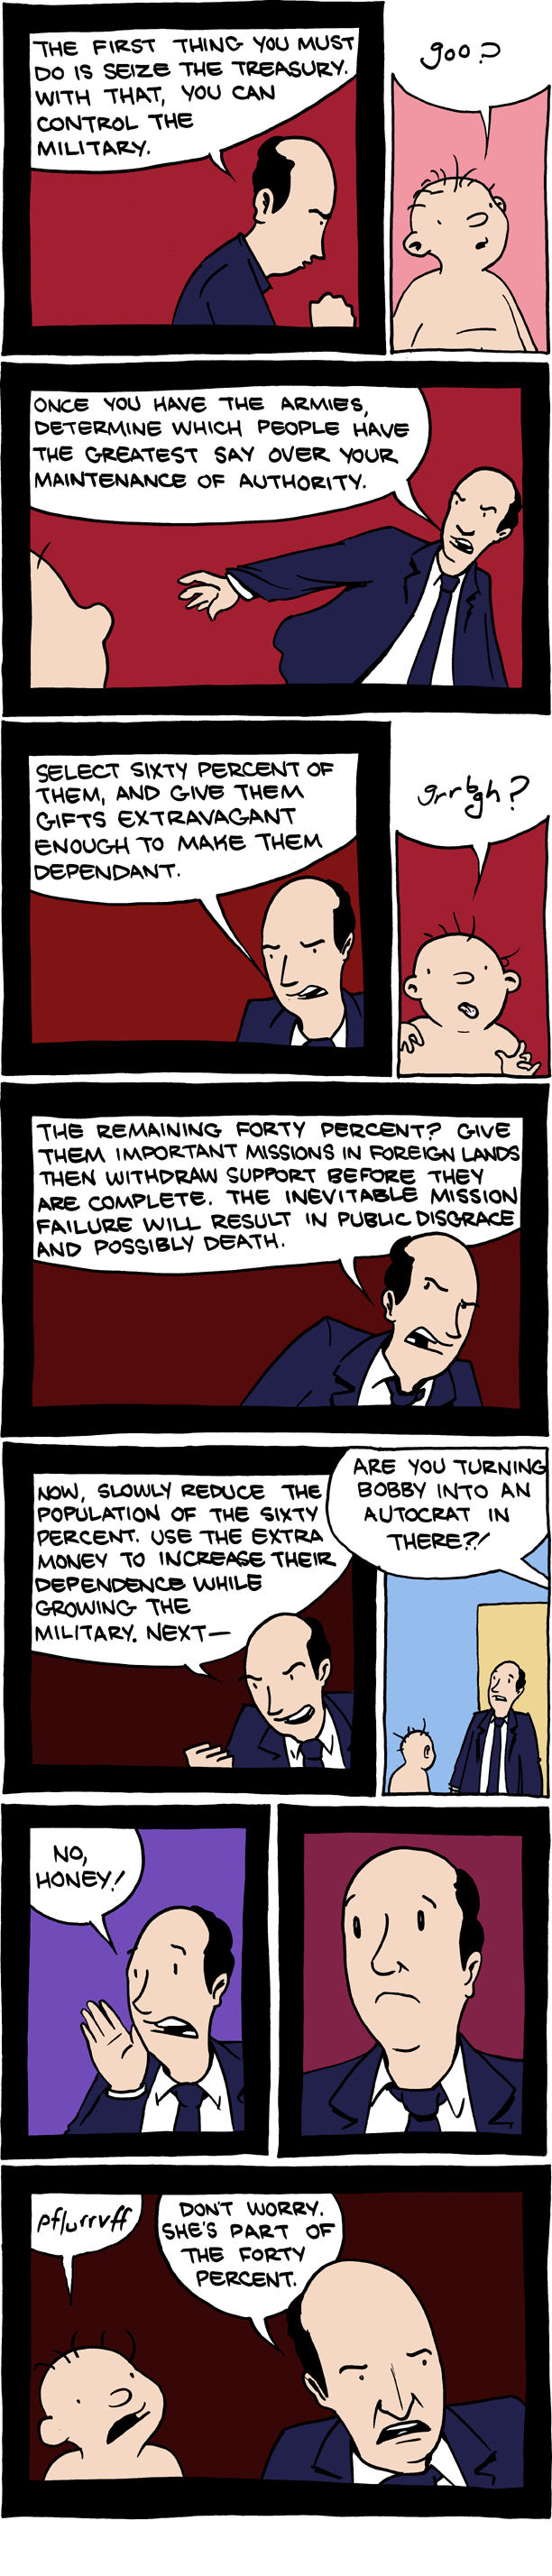 THE FIRST THING YOU MUST
DO IS SEIZE THE TREASURY.
WITH THAT, YOU CAN
CONTROL THE
MILITARY.
goo?
ONCE YOU HAVE THE ARMIES,
DETERMINE WHICH PEOPLE HAVE
THE GREATEST SAY OVER YOUR
MAINTENANCE OF AUTHORITY.
SELECT SIXTY PERCENT OF
THEM, AND GIVE THEM
GIFTS EXTRAVAGANT
ENOUGH TO MAKE THEM
DEPENDANT.
grrbgh?
THE REMAINING FORTY PERCENT? GIVE
THEM IMPORTANT MISSIONS IN FOREIGN LANDS
THEN WITHDRAW SUPPORT BEFORE THEY
ARE COMPLETE. THE INEVITABLE MISSION
FAILURE WILL RESULT IN PUBLIC DISGRACE
AND POSSIBLY DEATH.
NOW, SLOWLY REDUCE THE
POPULATION OF THE SIXTY
PERCENT. USE THE EXTRA
MONEY TO INCREASE THEIR
DEPENDENCE WHILE
GROWING THE
MILITARY. NEXT—
ARE YOU TURNING
BOBBY INTO AN
AUTOCRAT IN
THERE?!
NO,
HONEY!
pflurrvff
DON'T WORRY.
SHE'S PART OF
THE FORTY
PERCENT.